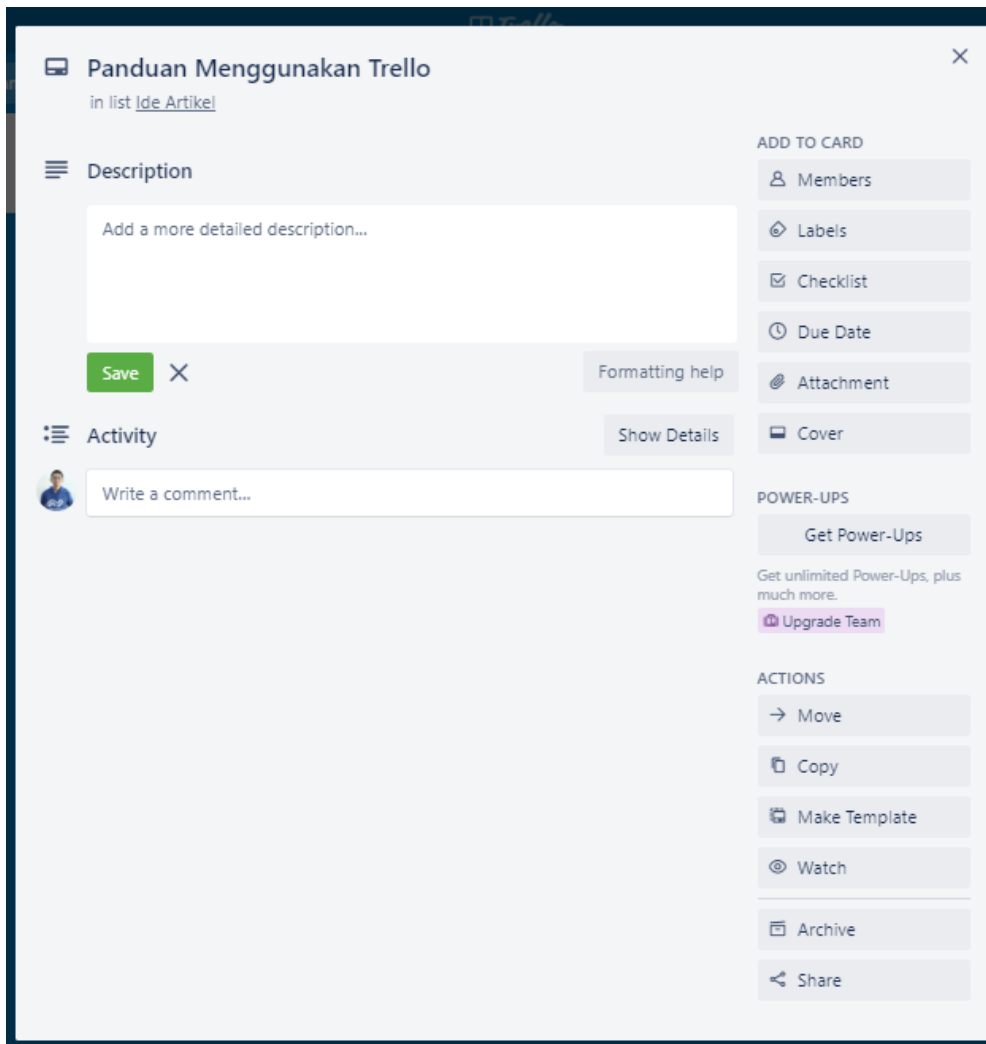 Trello
Panduan Menggunakan Trello
in list Ide Artikel
Description
Add a more detailed description...
Save
Formatting help
Activity
Show Details
Write a comment...
ADD TO CARD
Members
Labels
Checklist
Due Date
Attachment
Cover
POWER-UPS
Get Power-Ups
Get unlimited Power-Ups, plus
much more.
Upgrade Team
ACTIONS
Move
Copy
Make Template
Watch
Archive
Share